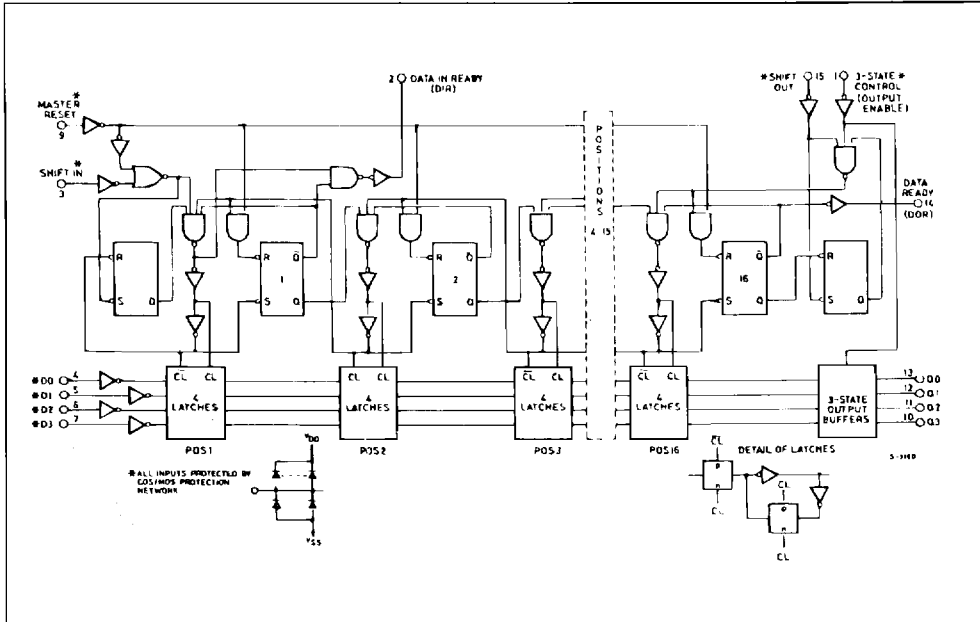 2 DATA IN READY
(DIR)
*SHIFT 15
OUT
1 3-STATE *
CONTROL
(OUTPUT
ENABLE)
*
MASTER
RESET
9
*
SHIFT IN
3
POSITIONS
4-15
DATA
READY
14
(DOR)
R
S Q
R Q̅
1
S Q
R Q̅
2
S Q
R Q̅
16
S Q
R
S Q
C̅L̅ CL
4
LATCHES
C̅L̅ CL
4
LATCHES
C̅L̅ CL
4
LATCHES
C̅L̅ CL
4
LATCHES
3-STATE
OUTPUT
BUFFERS
*D0 4
*D1 5
*D2 6
*D3 7
13 Q0
12 Q1
11 Q2
10 Q3
POS1
POS2
POS3
POS16
DETAIL OF LATCHES
*ALL INPUTS PROTECTED BY
COS/MOS PROTECTION
NETWORK
VDD
VSS
C̅L̅
CL
CL
C̅L̅